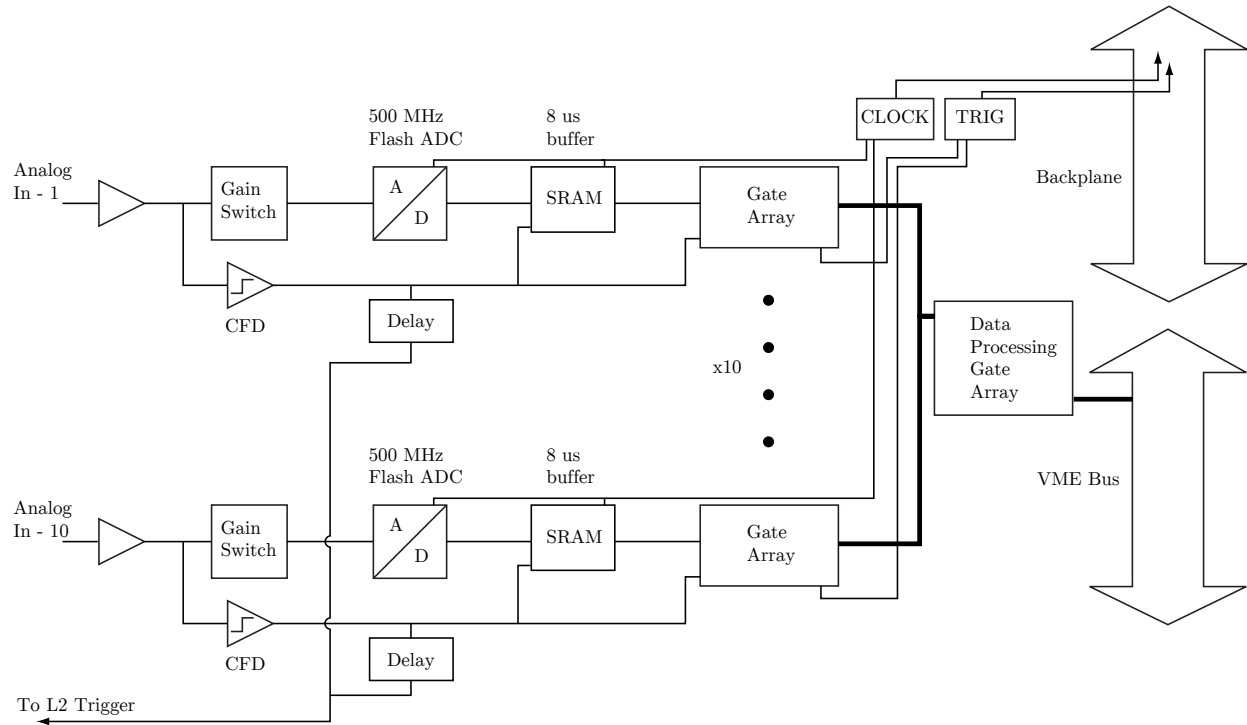 500 MHz
Flash ADC
8 us
buffer
CLOCK
TRIG
Analog
In - 1
Gain
Switch
A
D
SRAM
Gate
Array
Backplane
CFD
Delay
x10
Data
Processing
Gate
Array
500 MHz
Flash ADC
8 us
buffer
VME Bus
Analog
In - 10
Gain
Switch
A
D
SRAM
Gate
Array
CFD
Delay
To L2 Trigger